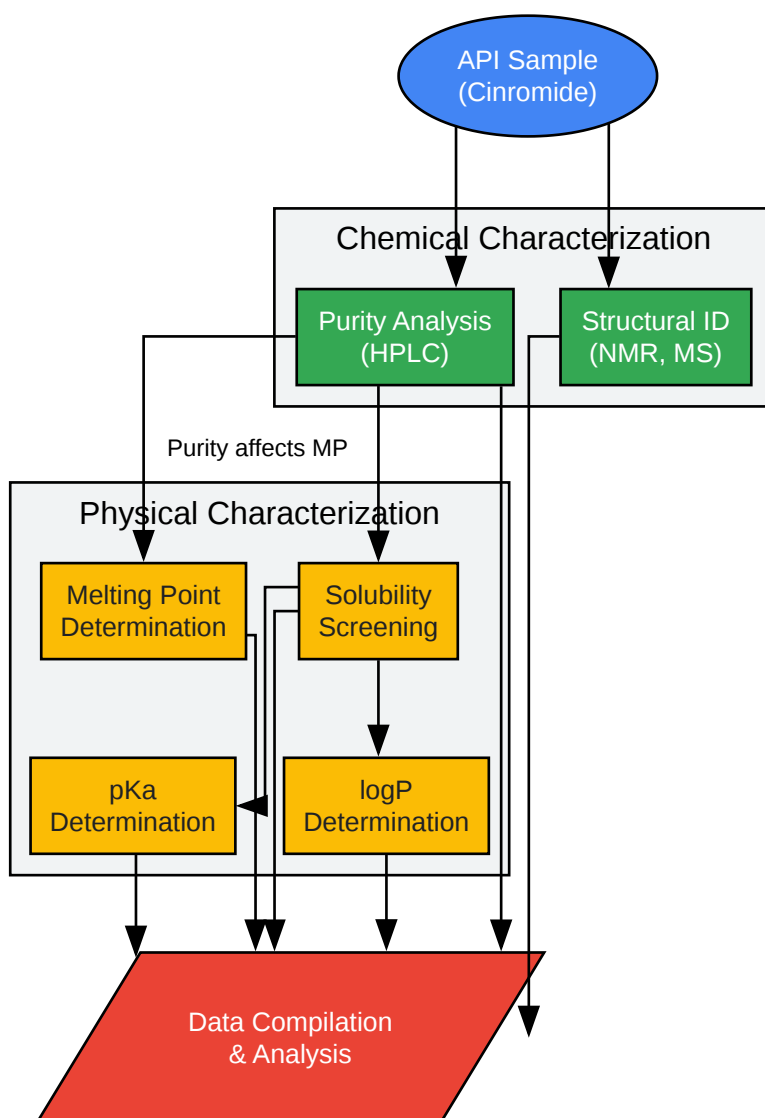 API Sample
(Cinromide)
Chemical Characterization
Purity Analysis
(HPLC)
Structural ID
(NMR, MS)
Purity affects MP
Physical Characterization
Melting Point
Determination
Solubility
Screening
pKa
Determination
logP
Determination
Data Compilation
& Analysis